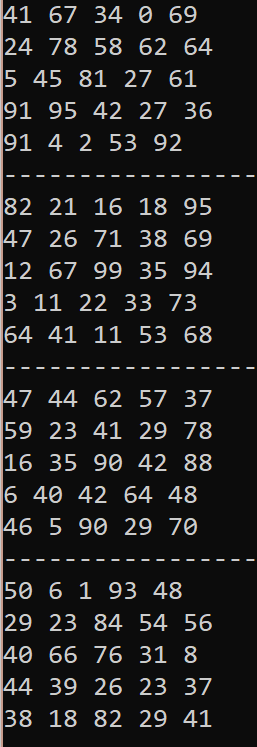 41 67 34 0 69
24 78 58 62 64
5 45 81 27 61
91 95 42 27 36
91 4 2 53 92
-----------------
82 21 16 18 95
47 26 71 38 69
12 67 99 35 94
3 11 22 33 73
64 41 11 53 68
-----------------
47 44 62 57 37
59 23 41 29 78
16 35 90 42 88
6 40 42 64 48
46 5 90 29 70
-----------------
50 6 1 93 48
29 23 84 54 56
40 66 76 31 8
44 39 26 23 37
38 18 82 29 41